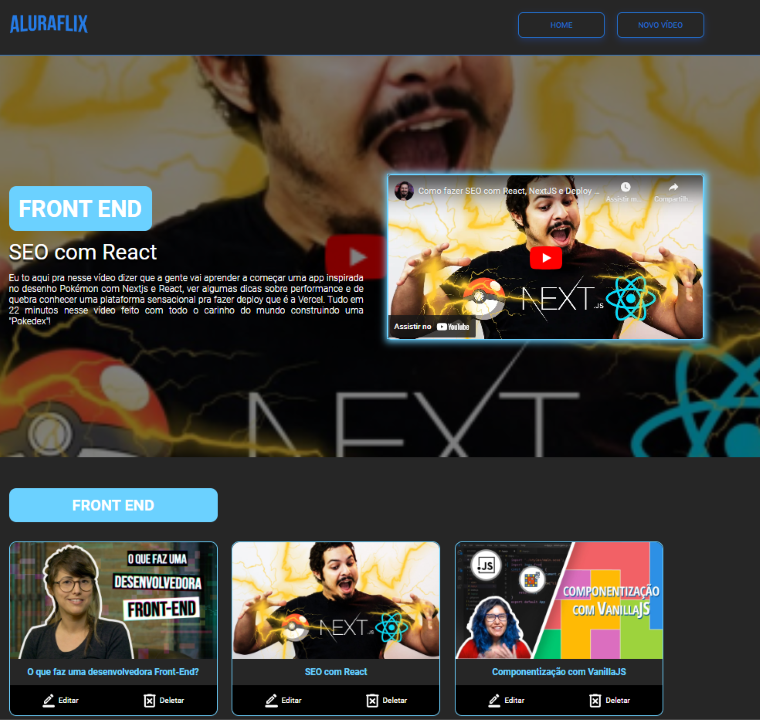 ALURAFLIX
HOME
NOVO VÍDEO
FRONT END
SEO com React
Eu to aqui pra nesse vídeo dizer que a gente vai aprender a começar uma app inspirada
no desenho Pokémon com Nextjs e React, ver algumas dicas sobre performance e de
quebra conhecer uma plataforma sensacional pra fazer deploy que é a Vercel. Tudo em
22 minutos nesse vídeo feito com todo o carinho do mundo construindo uma
"Pokedex"!
Como fazer SEO com React, NextJS e Deploy ...
Assistir m...
Compartilh...
NEXT.JS
Assistir no YouTube
NEXT
FRONT END
O QUE FAZ UMA
DESENVOLVEDORA
FRONT-END
O que faz uma desenvolvedora Front-End?
Editar
Deletar
NEXT.JS
SEO com React
Editar
Deletar
.JS
COMPONENTIZAÇÃO
COM VANILLAJS
Componentização com VanillaJS
Editar
Deletar